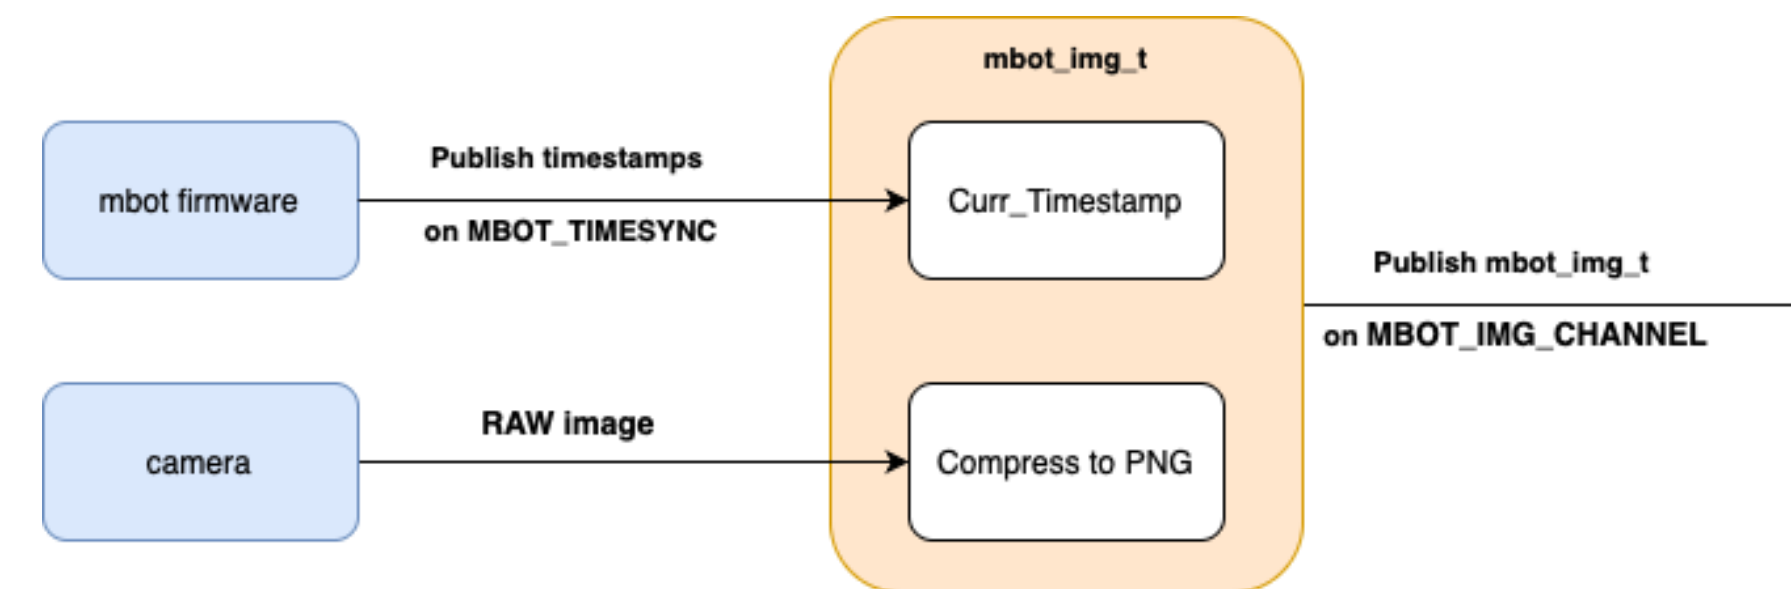 mbot_img_t
mbot firmware
Publish timestamps
on MBOT_TIMESYNC
Curr_Timestamp
Publish mbot_img_t
on MBOT_IMG_CHANNEL
camera
RAW image
Compress to PNG